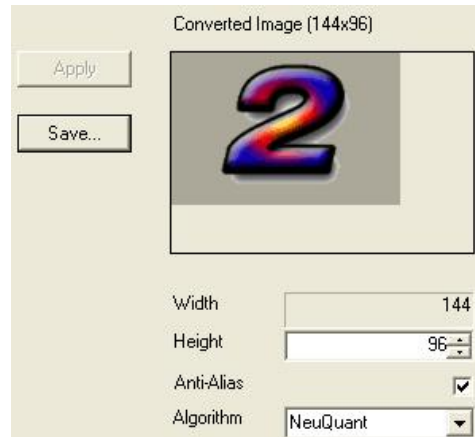 Converted Image (144x96)
Apply
2
Save...
Width 144
Height 96
Anti-Alias
Algorithm NeuQuant